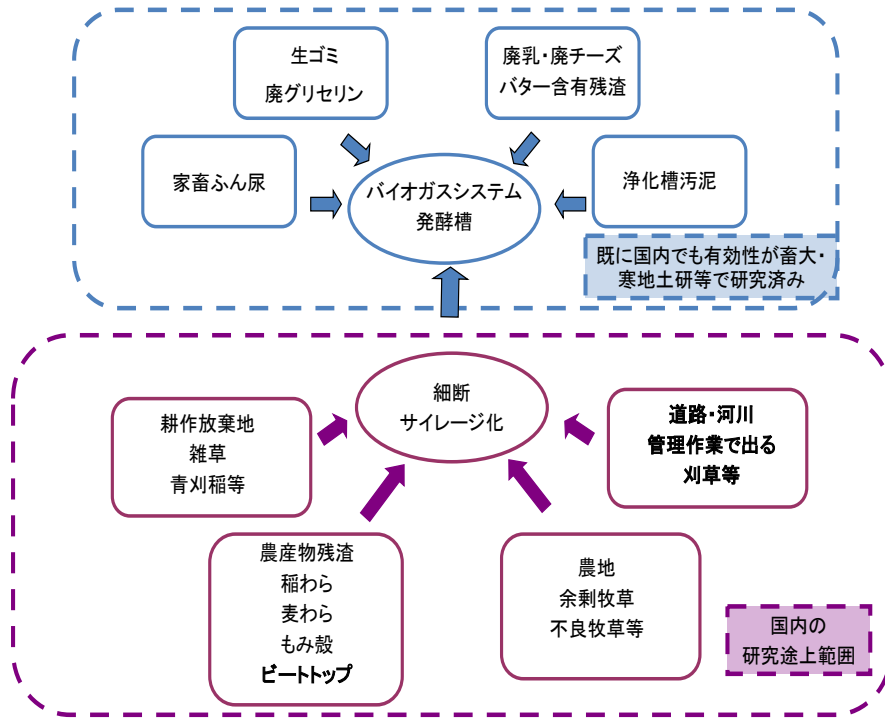 生ゴミ
廃グリセリン
廃乳・廃チーズ
バター含有残渣
家畜ふん尿
バイオガスシステム
発酵槽
浄化槽汚泥
既に国内でも有効性が畜大・
寒地土研等で研究済み
細断
サイレージ化
耕作放棄地
雑草
青刈稲等
道路・河川
管理作業で出る
刈草等
農産物残渣
稲わら
麦わら
もみ殻
ビートトップ
農地
余剰牧草
不良牧草等
国内の
研究途上範囲